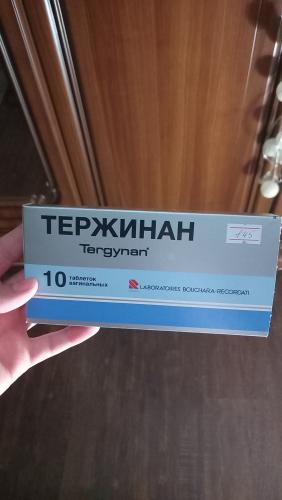 ТЕРЖИНАН
145
Tergynan®
10 таблеток
вагинальных
LABORATOIRES BOUCHARA-RECORDATI